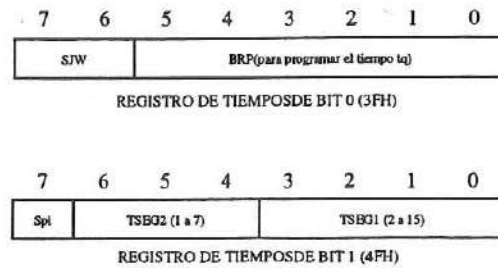 7 6 5 4 3 2 1 0
SJW BRP(para programar el tiempo tq)
REGISTRO DE TIEMPOSDE BIT 0 (3FH)
7 6 5 4 3 2 1 0
Spl TSEG2 (1 a 7) TSEG1 (2 a 15)
REGISTRO DE TIEMPOSDE BIT 1 (4FH)